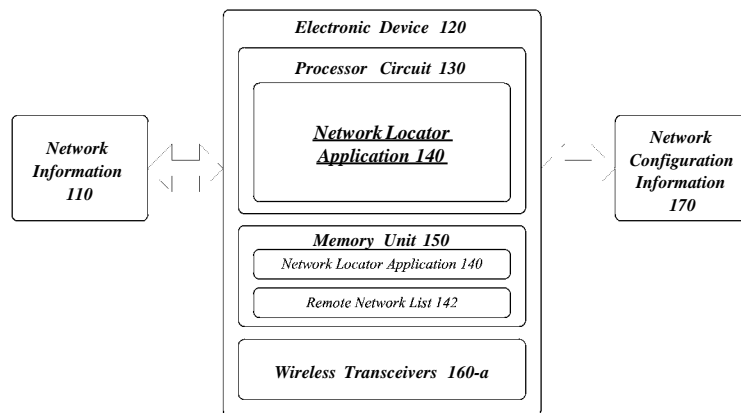 Electronic Device 120
Processor Circuit 130
Network Locator
Application 140
Network
Information
110
Network
Configuration
Information
170
Memory Unit 150
Network Locator Application 140
Remote Network List 142
Wireless Transceivers 160-a